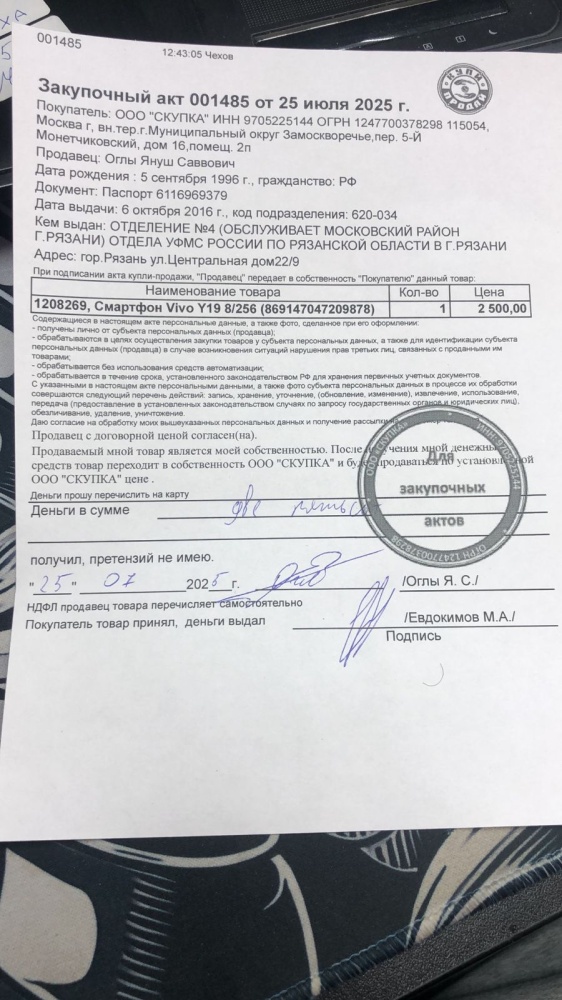 001485
12:43:05 Чехов
КУПИ
ПРОДАЙ
Закупочный акт 001485 от 25 июля 2025 г.
Покупатель: ООО "СКУПКА" ИНН 9705225144 ОГРН 1247700378298 115054,
Москва г, вн.тер.г.Муниципальный округ Замоскворечье,пер. 5-Й
Монетчиковский, дом 16,помещ. 2п
Продавец: Оглы Януш Саввович
Дата рождения : 5 сентября 1996 г., гражданство: РФ
Документ: Паспорт 6116969379
Дата выдачи: 6 октября 2016 г., код подразделения: 620-034
Кем выдан: ОТДЕЛЕНИЕ №4 (ОБСЛУЖИВАЕТ МОСКОВСКИЙ РАЙОН
Г.РЯЗАНИ) ОТДЕЛА УФМС РОССИИ ПО РЯЗАНСКОЙ ОБЛАСТИ В Г.РЯЗАНИ
Адрес: гор.Рязань ул.Центральная дом22/9
При подписании акта купли-продажи, "Продавец" передает в собственность "Покупателю" данный товар:
Наименование товара Кол-во Цена
1208269, Смартфон Vivo Y19 8/256 (869147047209878) 1 2 500,00
Содержащиеся в настоящем акте персональные данные, а также фото, сделанное при его оформлении:
- получены лично от субъекта персональных данных (продавца);
- обрабатываются в целях осуществления закупки товаров у субъекта персональных данных, а также для идентификации субъекта
персональных данных (продавца) в случае возникновения ситуаций нарушения прав третьих лиц, связанных с проданными им
товарами;
- обрабатываются без использования средств автоматизации;
- обрабатывается в течение срока, установленного законодательством РФ для хранения первичных учетных документов.
С указанными в настоящем акте персональными данными, а также фото субъекта персональных данных в процессе их обработки
совершаются следующий перечень действий: запись, хранение, уточнение, (обновление, изменение), извлечение, использование,
передача (предоставление в установленных законодательством случаях по запросу государственных органов и юридических лиц),
обезличивание, удаление, уничтожение.
Даю согласие на обработку моих вышеуказанных персональных данных и получение
Продавец с договорной ценой согласен(на).
Продаваемый мной товар является моей собственностью. После получения мной денежных
средств товар переходит в собственность ООО "СКУПКА" и будет продаваться по установленной
ООО "СКУПКА" цене .
Деньги прошу перечислить на карту
Деньги в сумме две
ООО «СКУПКА» ИНН 9705225144
Для
закупочных
актов
ОГРН 1247700378298
получил, претензий не имею.
"25" 07 2025 г. /Оглы Я. С./
НДФЛ продавец товара перечисляет самостоятельно
Покупатель товар принял, деньги выдал /Евдокимов М.А./
Подпись